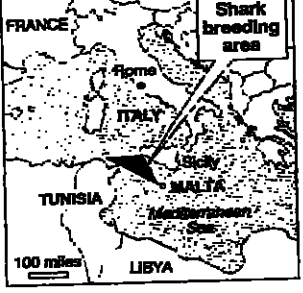 Shark
breeding
area
FRANCE
Rome
ITALY
Sicily
MALTA
TUNISIA
Mediterranean
Sea
100 miles
LIBYA